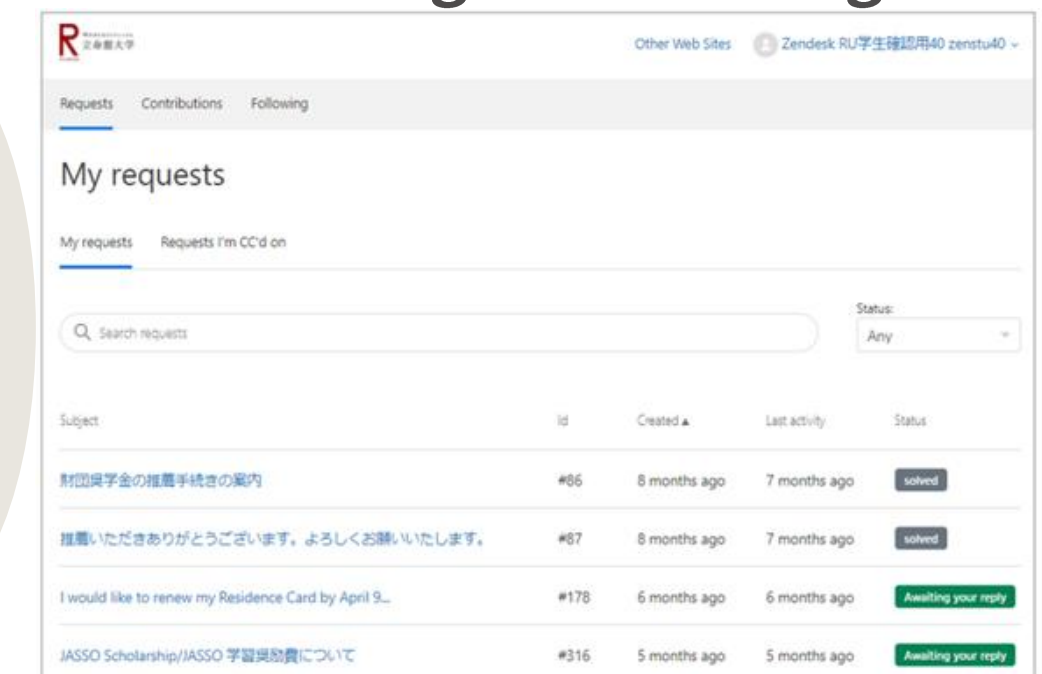 R 立命館大学
Other Web Sites Zendesk RU学生確認用40 zenstu40
Requests Contributions Following
My requests
My requests Requests I'm CC'd on
Status:
Search requests Any
Subject Id Created ▲ Last activity Status
財団奨学金の推薦手続きの案内 #86 8 months ago 7 months ago solved
推薦いただきありがとうございます。よろしくお願いいたします。 #87 8 months ago 7 months ago solved
I would like to renew my Residence Card by April 9... #178 6 months ago 6 months ago Awaiting your reply
JASSO Scholarship/JASSO 学習奨励費について #316 5 months ago 5 months ago Awaiting your reply